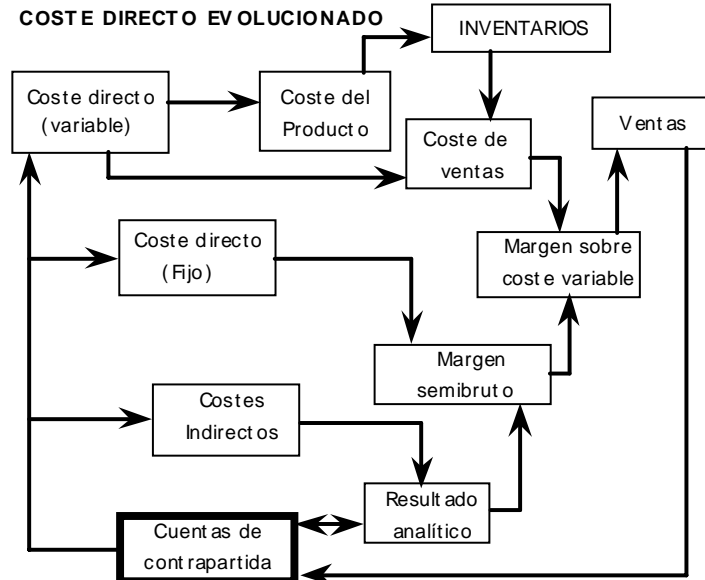 COSTE DIRECTO EVOLUCIONADO
INVENTARIOS
Coste directo
(variable)
Coste del
Producto
Ventas
Coste de
ventas
Coste directo
(Fijo)
Margen sobre
coste variable
Margen
semibruto
Costes
Indirectos
Resultado
analítico
Cuentas de
contrapartida